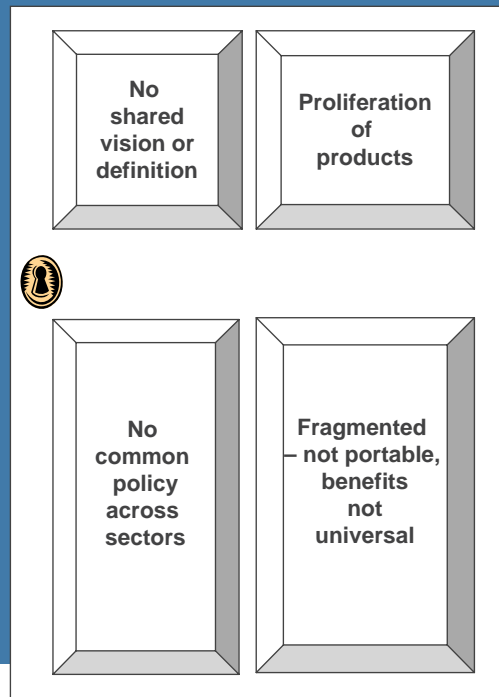 No
shared
vision or
definition
Proliferation
of
products
No
common
policy
across
sectors
Fragmented
– not portable,
benefits
not
universal